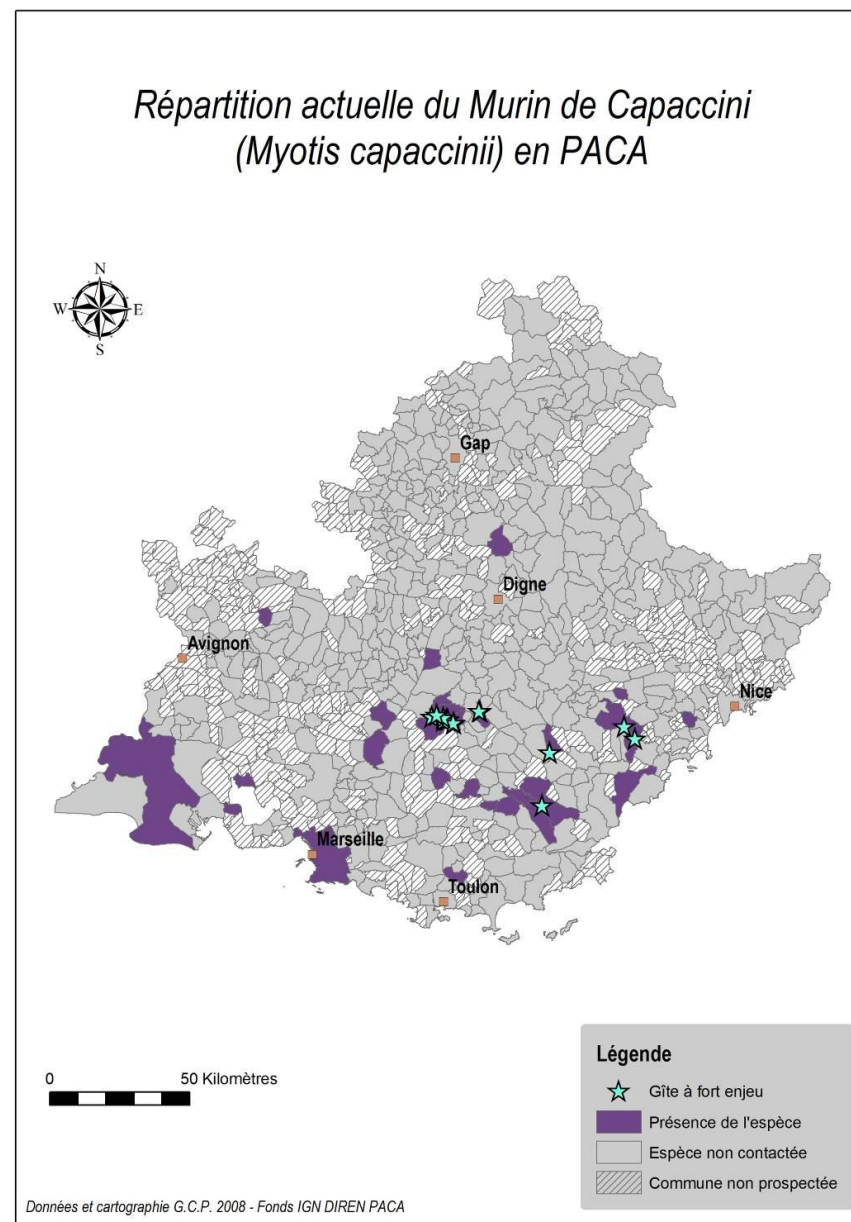 Répartition actuelle du Murin de Capaccini
(Myotis capaccinii) en PACA
N
W
E
S
Gap
Digne
Avignon
Nice
Marseille
Toulon
0
50 Kilomètres
Légende
Gîte à fort enjeu
Présence de l'espèce
Espèce non contactée
Commune non prospectée
Données et cartographie G.C.P. 2008 - Fonds IGN DIREN PACA